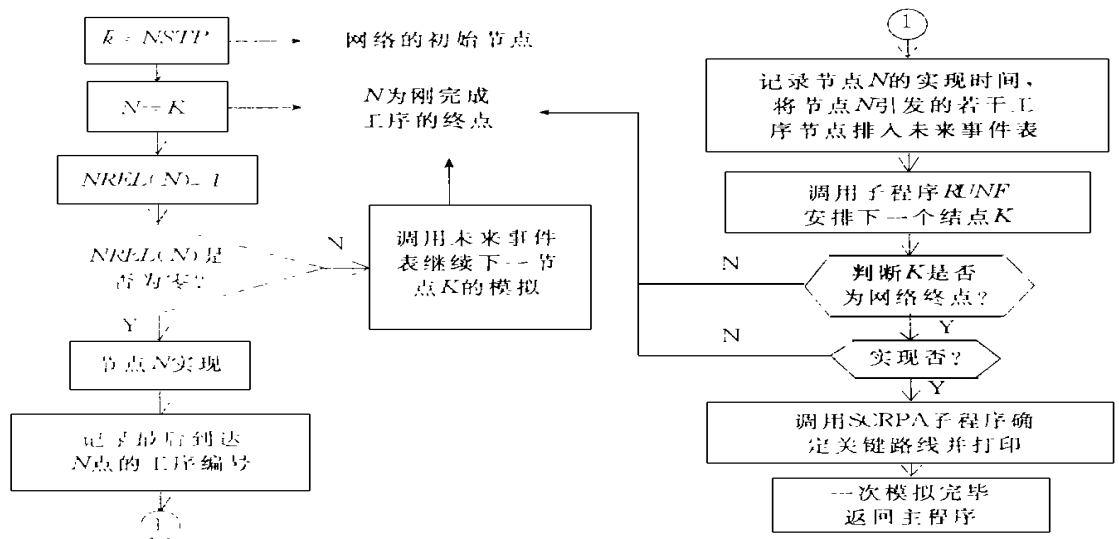 k = NSTP
网络的初始节点
N = K
N为刚完成
工序的终点
NREL(N)-1
NREL(N)是
否为零?
N
调用未来事件
表继续下一节
点K的模拟
Y
节点N实现
记录最后到达
N点的工序编号
1
1
记录节点N的实现时间,
将节点N引发的若干工
序节点排入未来事件表
调用子程序RUNF
安排下一个结点K
N
判断K是否
为网络终点?
Y
N
实现否?
Y
调用SCRPA子程序确
定关键路线并打印
一次模拟完毕
返回主程序